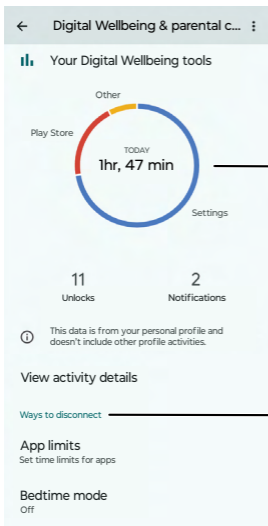 Digital Wellbeing & parental c...
Your Digital Wellbeing tools
Other
Play Store
TODAY
1hr, 47 min
Settings
11
Unlocks
2
Notifications
This data is from your personal profile and
doesn't include other profile activities.
View activity details
Ways to disconnect
App limits
Set time limits for apps
Bedtime mode
Off